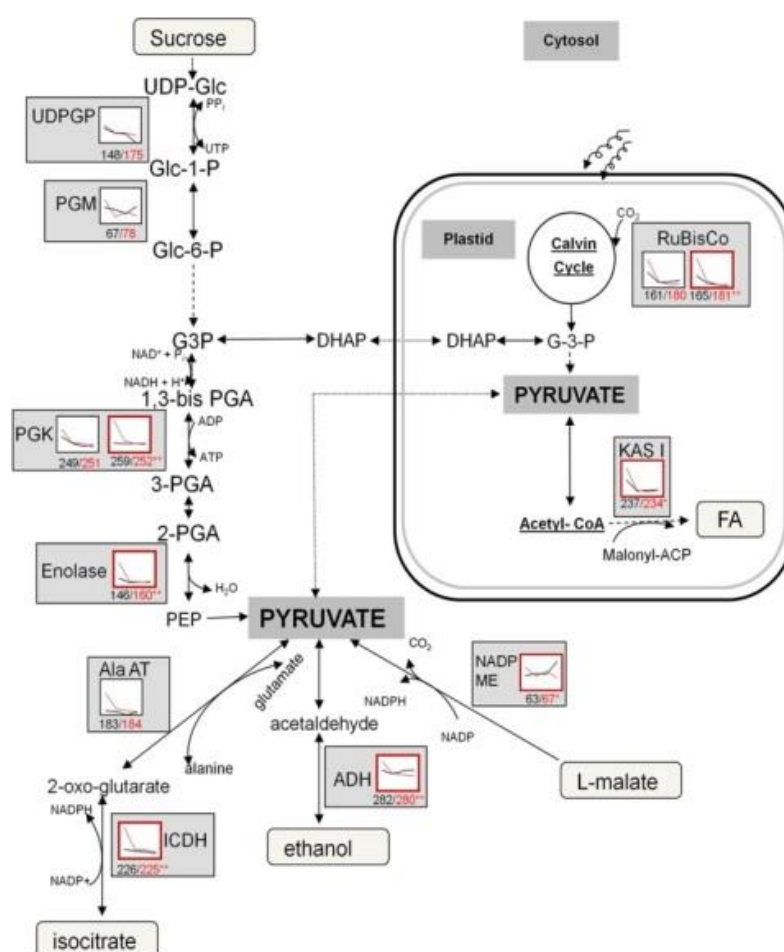 Sucrose
Cytosol
UDP-Glc
UDPGP
148/175
PPi
UTP
Glc-1-P
PGM
67/78
Glc-6-P
Plastid
Calvin
Cycle
CO2
RuBisCo
161/180 165/181**
G3P
DHAP
DHAP
G-3-P
NAD+ + Pi
NADH + H+
1,3-bis PGA
PYRUVATE
PGK
249/251 259/252**
ADP
ATP
3-PGA
KAS I
237/234*
2-PGA
Acetyl- CoA
FA
Malonyl-ACP
Enolase
146/160**
H2O
PEP
PYRUVATE
Ala AT
183/184
glutamate
CO2
NADP
ME
63/67*
NADPH
NADP
acetaldehyde
alanine
2-oxo-glutarate
ADH
282/280**
L-malate
NADPH
ICDH
226/225**
NADP+
ethanol
isocitrate